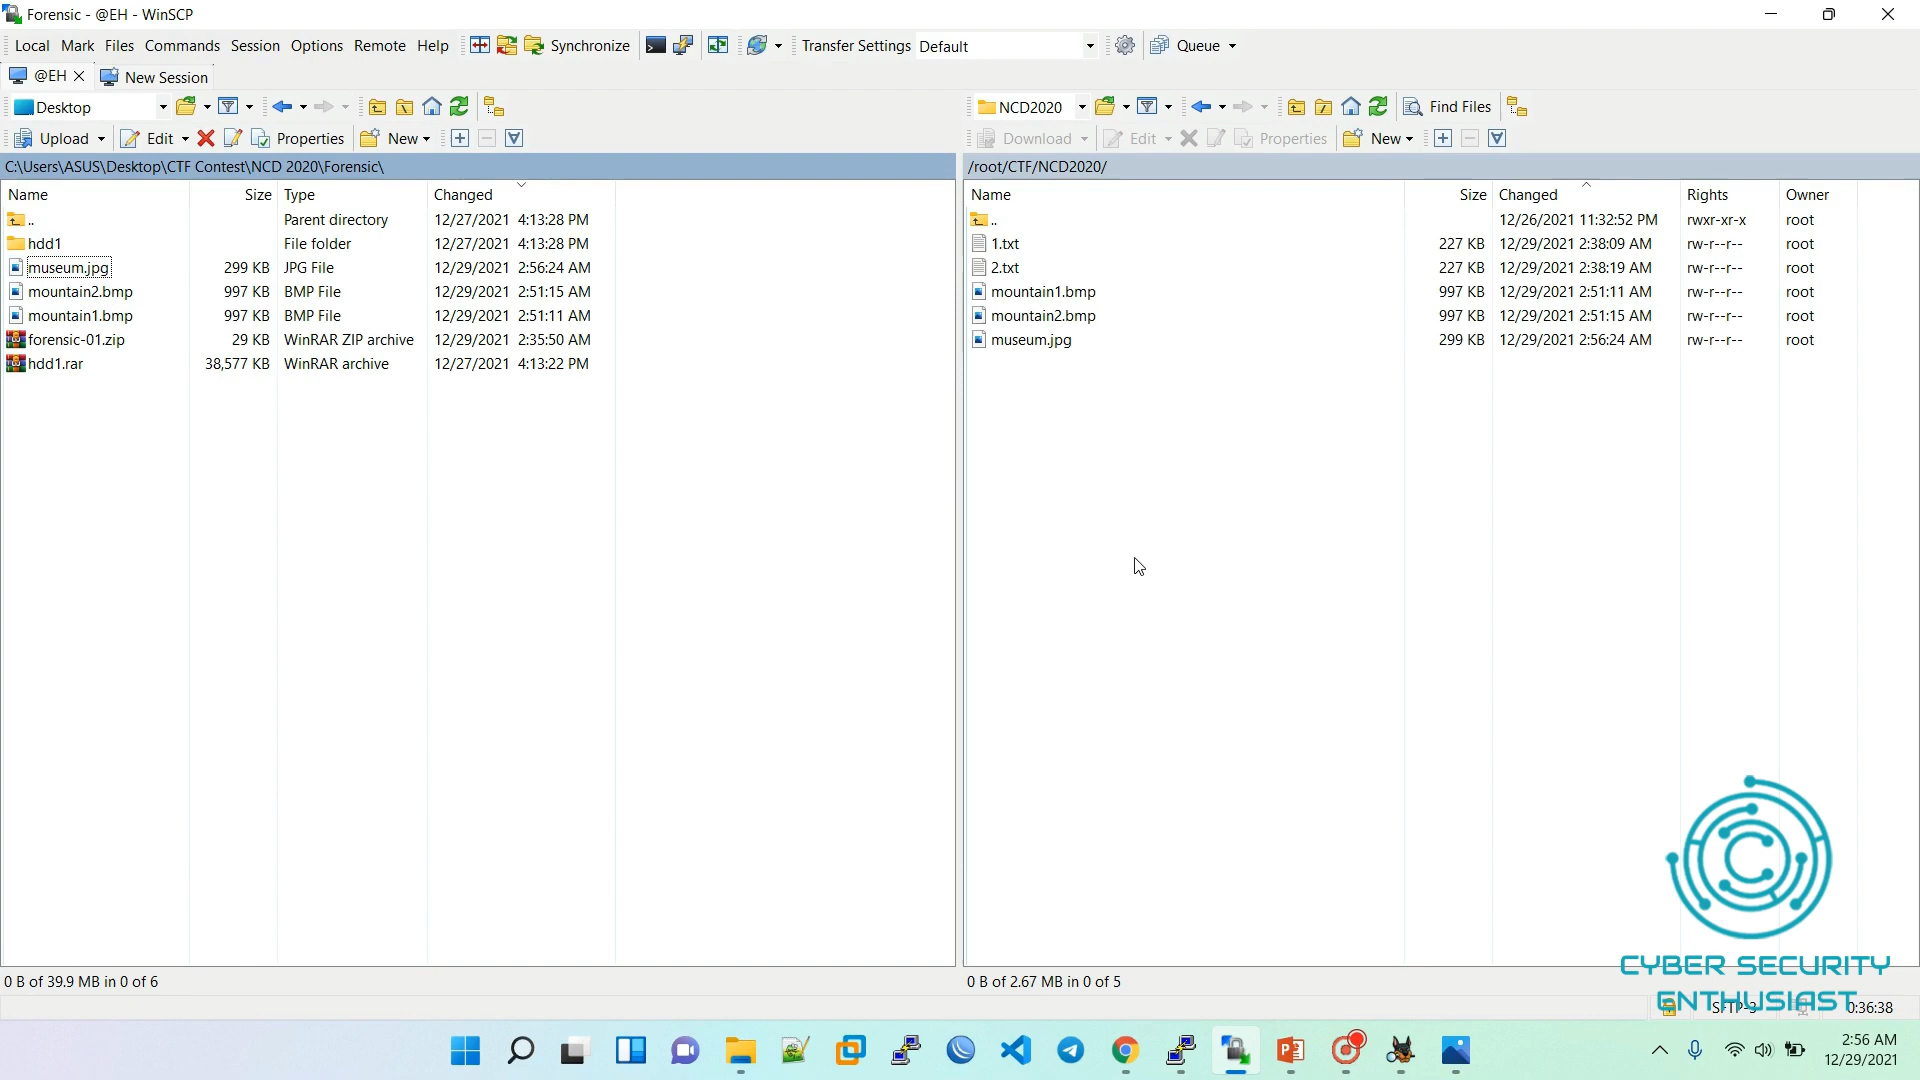 Forensic - @EH - WinSCP
Local Mark Files Commands Session Options Remote Help Synchronize Transfer Settings Default Queue
@EH New Session
Desktop
NCD2020 Find Files
Upload Edit Properties New
Download Edit Properties New
C:\Users\ASUS\Desktop\CTF Contest\NCD 2020\Forensic\
Name Size Type Changed
.. Parent directory 12/27/2021 4:13:28 PM
hdd1 File folder 12/27/2021 4:13:28 PM
museum.jpg 299 KB JPG File 12/29/2021 2:56:24 AM
mountain2.bmp 997 KB BMP File 12/29/2021 2:51:15 AM
mountain1.bmp 997 KB BMP File 12/29/2021 2:51:11 AM
forensic-01.zip 29 KB WinRAR ZIP archive 12/29/2021 2:35:50 AM
hdd1.rar 38,577 KB WinRAR archive 12/27/2021 4:13:22 PM
0 B of 39.9 MB in 0 of 6
/root/CTF/NCD2020/
Name Size Changed Rights Owner
.. 12/26/2021 11:32:52 PM rwxr-xr-x root
1.txt 227 KB 12/29/2021 2:38:09 AM rw-r--r-- root
2.txt 227 KB 12/29/2021 2:38:19 AM rw-r--r-- root
mountain1.bmp 997 KB 12/29/2021 2:51:11 AM rw-r--r-- root
mountain2.bmp 997 KB 12/29/2021 2:51:15 AM rw-r--r-- root
museum.jpg 299 KB 12/29/2021 2:56:24 AM rw-r--r-- root
0 B of 2.67 MB in 0 of 5
CYBER SECURITY
ENTHUSIAST
SFTP-3 0:36:38
2:56 AM
12/29/2021